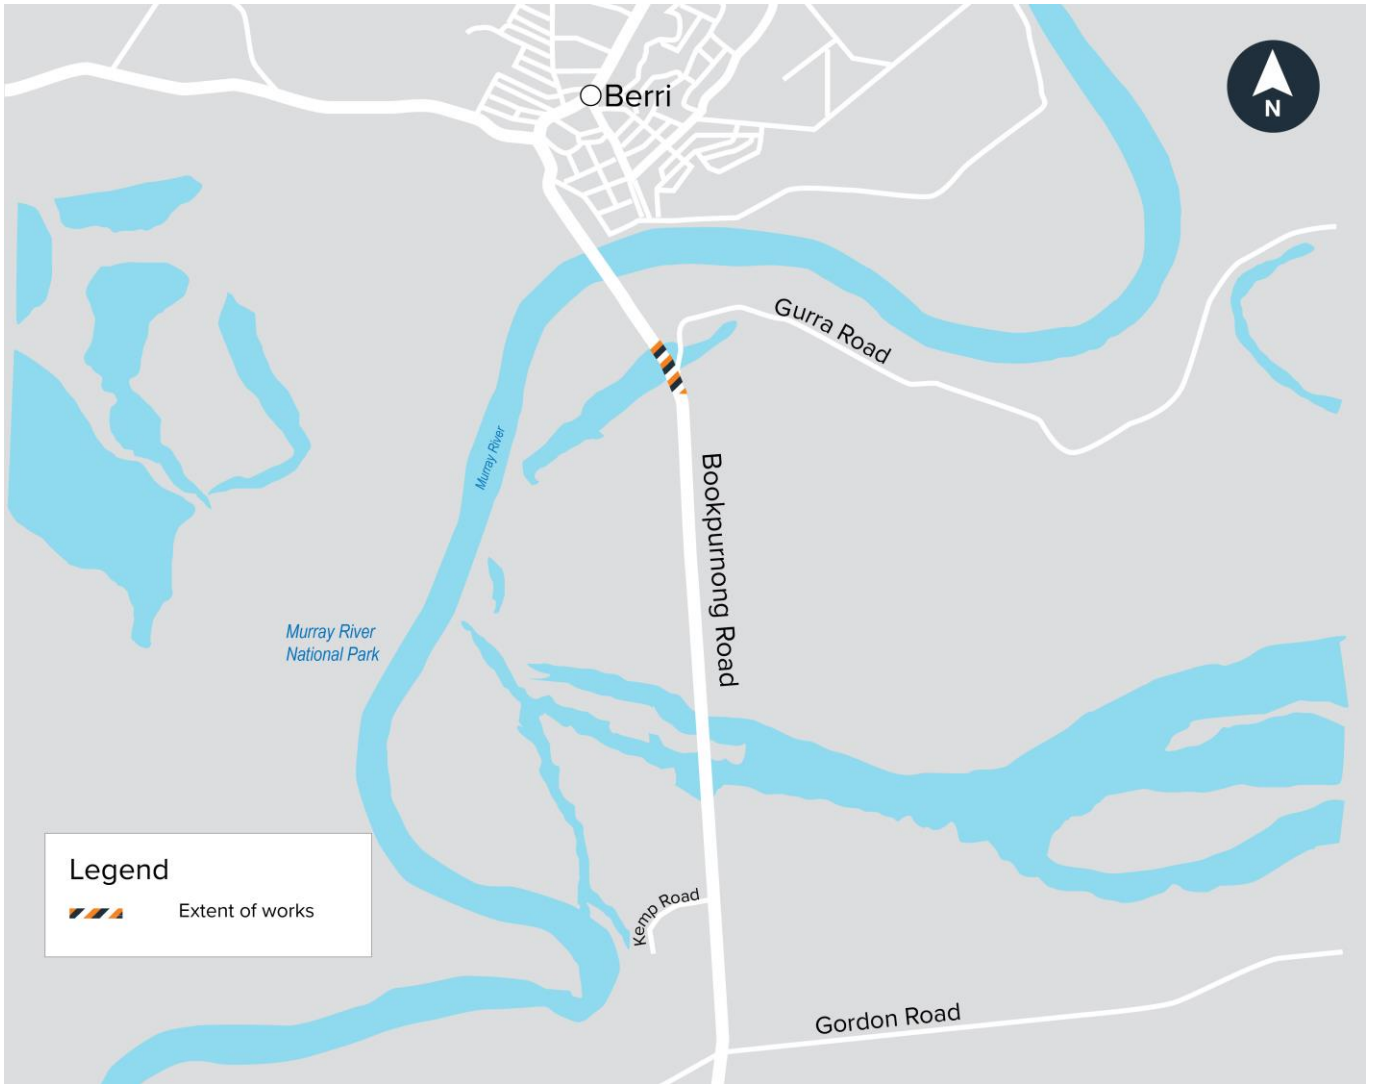 Berri
N
Gurra Road
Murray River
Bookpurnong Road
Murray River
National Park
Legend
Extent of works
Kemp Road
Gordon Road